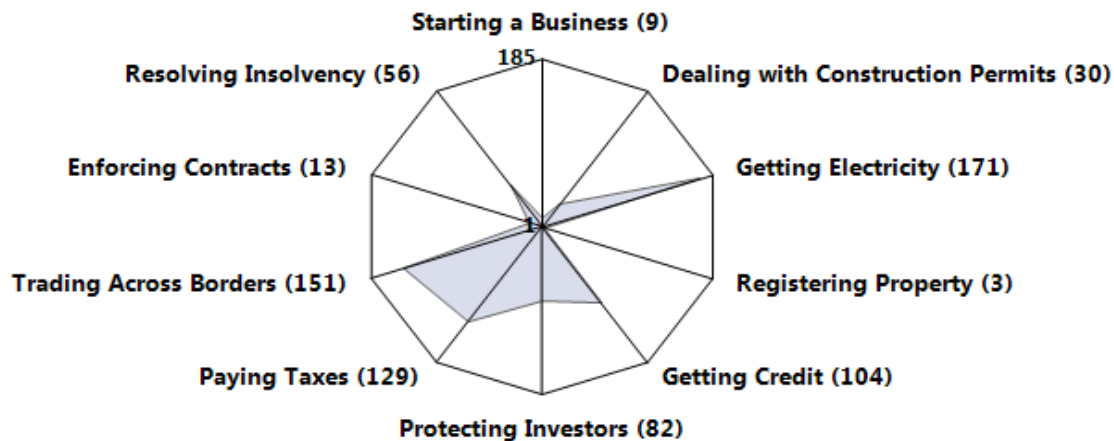 Starting a Business (9)
185
Resolving Insolvency (56)
Dealing with Construction Permits (30)
Enforcing Contracts (13)
Getting Electricity (171)
1
Trading Across Borders (151)
Registering Property (3)
Paying Taxes (129)
Getting Credit (104)
Protecting Investors (82)